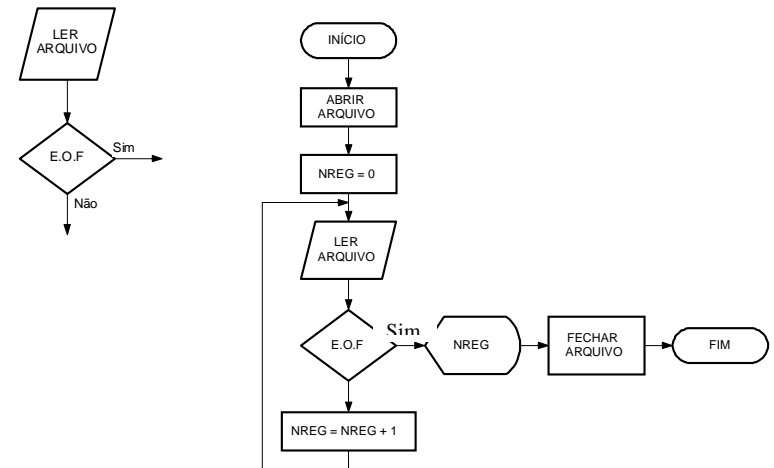 LER
ARQUIVO
E.O.F
Sim
Não
INÍCIO
ABRIR
ARQUIVO
NREG = 0
LER
ARQUIVO
E.O.F
Sim
NREG
FECHAR
ARQUIVO
FIM
NREG = NREG + 1